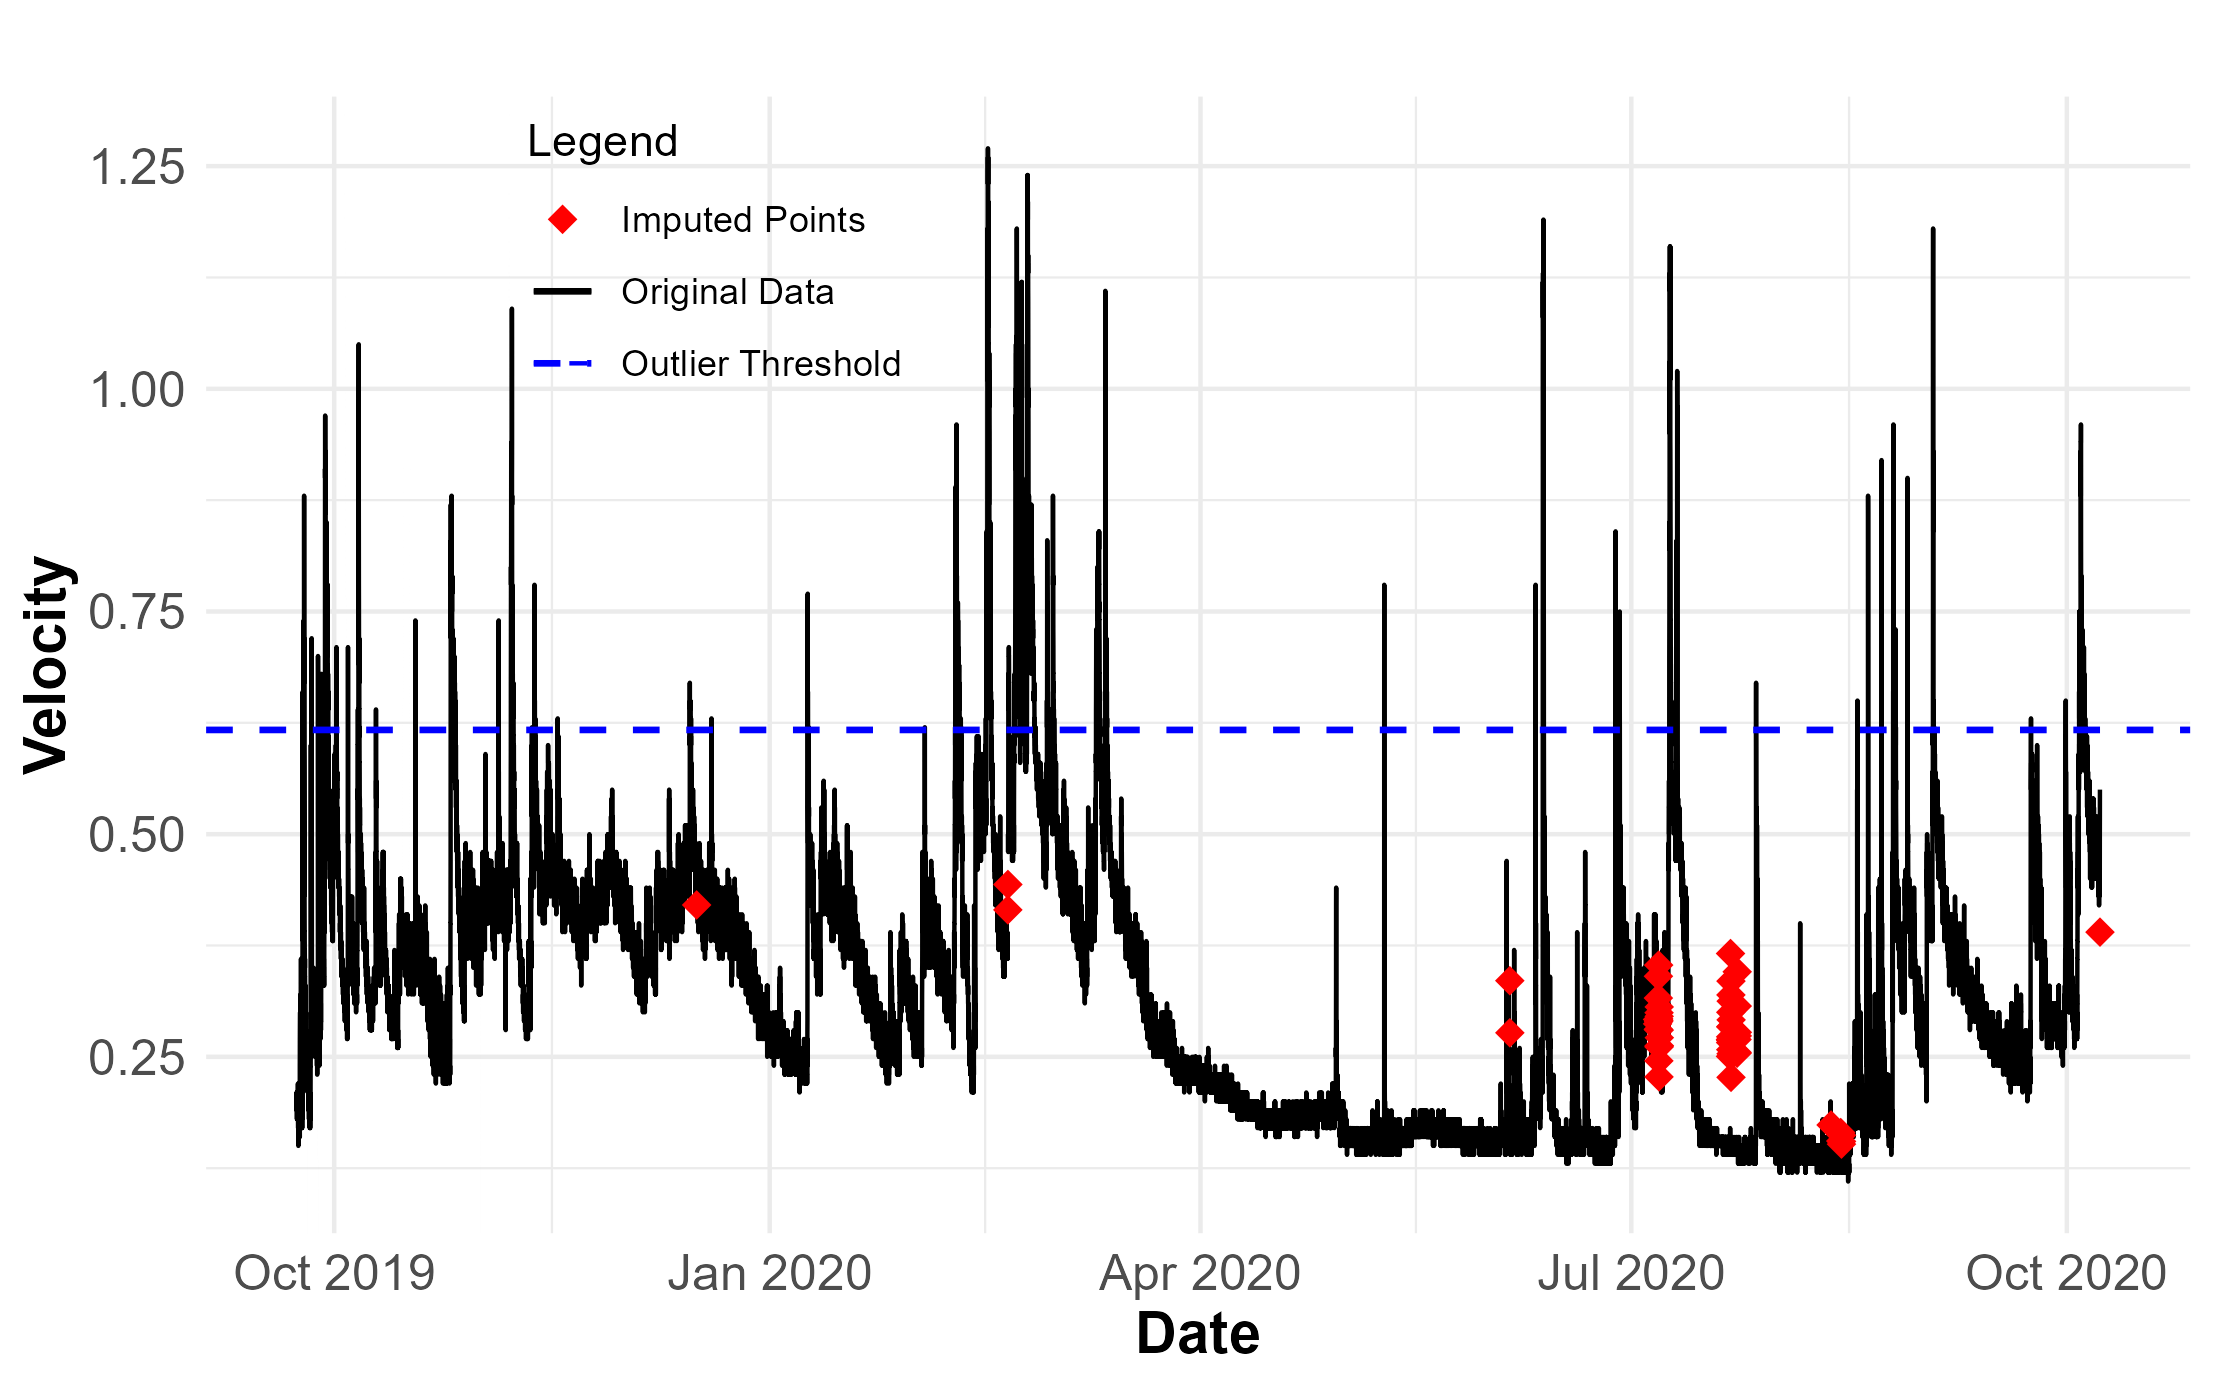 Legend
Imputed Points
Original Data
Outlier Threshold
Velocity
1.25
1.00
0.75
0.50
0.25
Oct 2019 Jan 2020 Apr 2020 Jul 2020 Oct 2020
Date